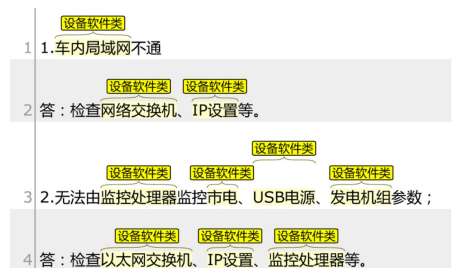 设备软件类
1 1.车内局域网不通
设备软件类 设备软件类
2 答：检查网络交换机、IP设置等。
设备软件类
设备软件类 设备软件类 设备软件类
3 2.无法由监控处理器监控市电、USB电源、发电机组参数；
设备软件类 设备软件类 设备软件类
4 答：检查以太网交换机、IP设置、监控处理器等。